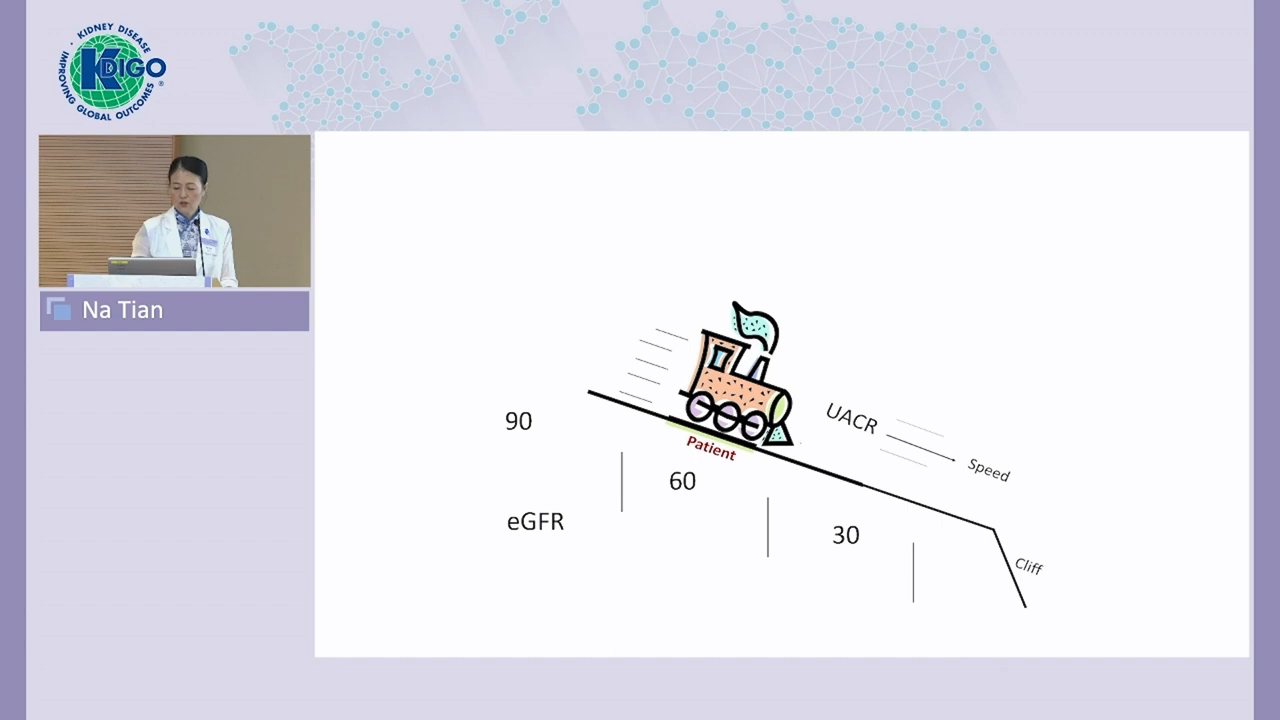 KIDNEY DISEASE
IMPROVING GLOBAL OUTCOMES
KDIGO
®
Na Tian
90
UACR
Patient
Speed
60
eGFR
30
Cliff